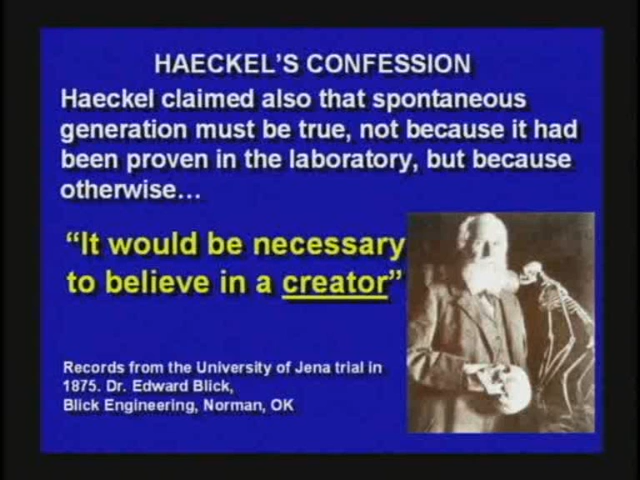 HAECKEL'S CONFESSION
Haeckel claimed also that spontaneous
generation must be true, not because it had
been proven in the laboratory, but because
otherwise…
“It would be necessary
to believe in a creator”
Records from the University of Jena trial in
1875. Dr. Edward Blick,
Blick Engineering, Norman, OK